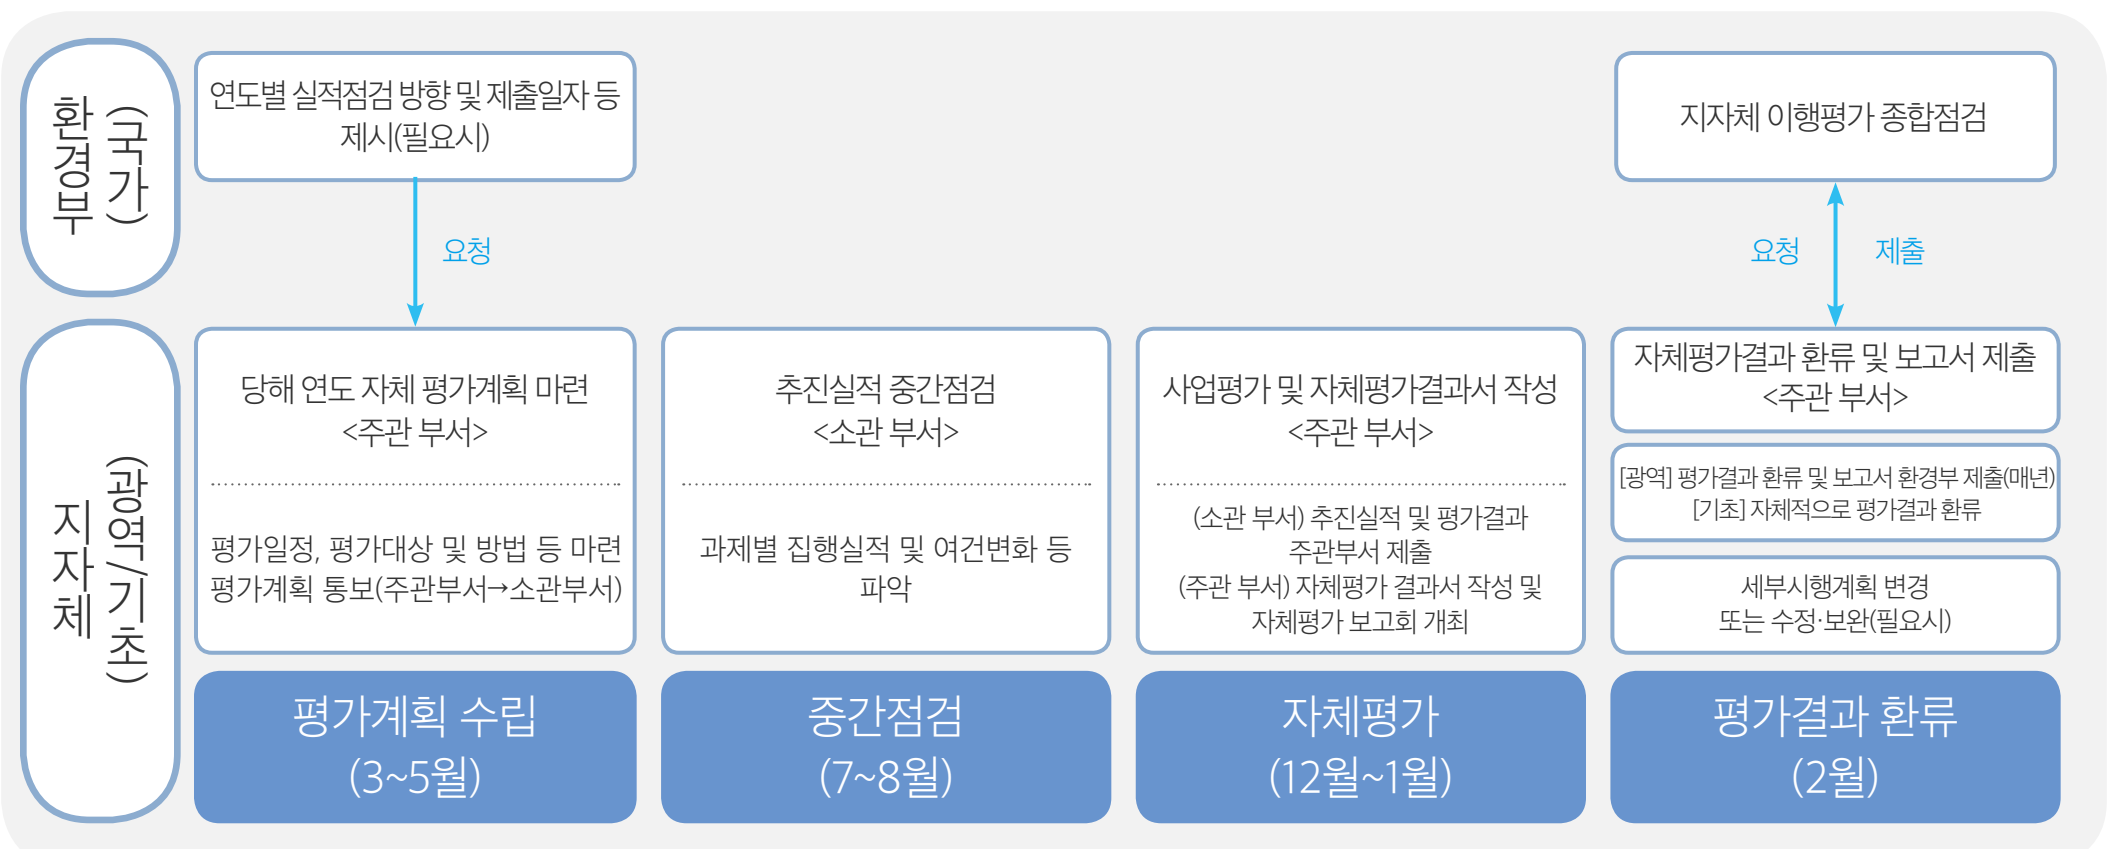 환경부
(국가)
연도별 실적점검 방향 및 제출일자 등
제시(필요시)
지자체 이행평가 종합점검
요청
요청
제출
지자체
(광역/기초)
당해 연도 자체 평가계획 마련
<주관 부서>
평가일정, 평가대상 및 방법 등 마련
평가계획 통보(주관부서→소관부서)
추진실적 중간점검
<소관 부서>
과제별 집행실적 및 여건변화 등
파악
사업평가 및 자체평가결과서 작성
<주관 부서>
(소관 부서) 추진실적 및 평가결과
주관부서 제출
(주관 부서) 자체평가 결과서 작성 및
자체평가 보고회 개최
자체평가결과 환류 및 보고서 제출
<주관 부서>
[광역] 평가결과 환류 및 보고서 환경부 제출(매년)
[기초] 자체적으로 평가결과 환류
세부시행계획 변경
또는 수정·보완(필요시)
평가계획 수립
(3~5월)
중간점검
(7~8월)
자체평가
(12월~1월)
평가결과 환류
(2월)